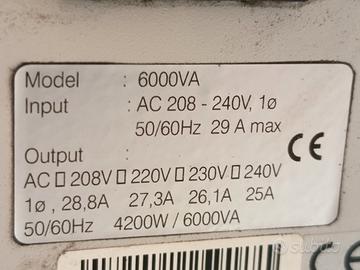 Model : 6000VA
Input : AC 208 - 240V, 1ø
50/60Hz 29 A max
Output :
AC □ 208V □ 220V □ 230V □ 240V
1ø , 28,8A 27,3A 26,1A 25A
50/60Hz 4200W / 6000VA
CE
subito